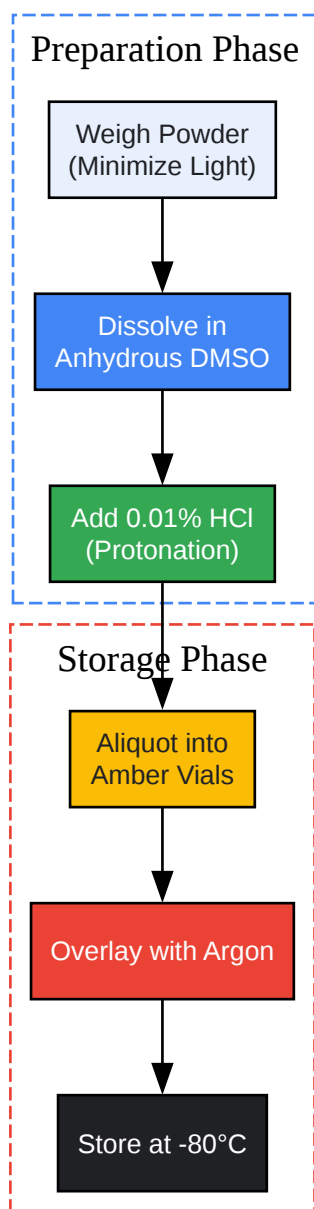 Preparation Phase
Weigh Powder
(Minimize Light)
Dissolve in
Anhydrous DMSO
Add 0.01% HCl
(Protonation)
Storage Phase
Aliquot into
Amber Vials
Overlay with Argon
Store at -80°C